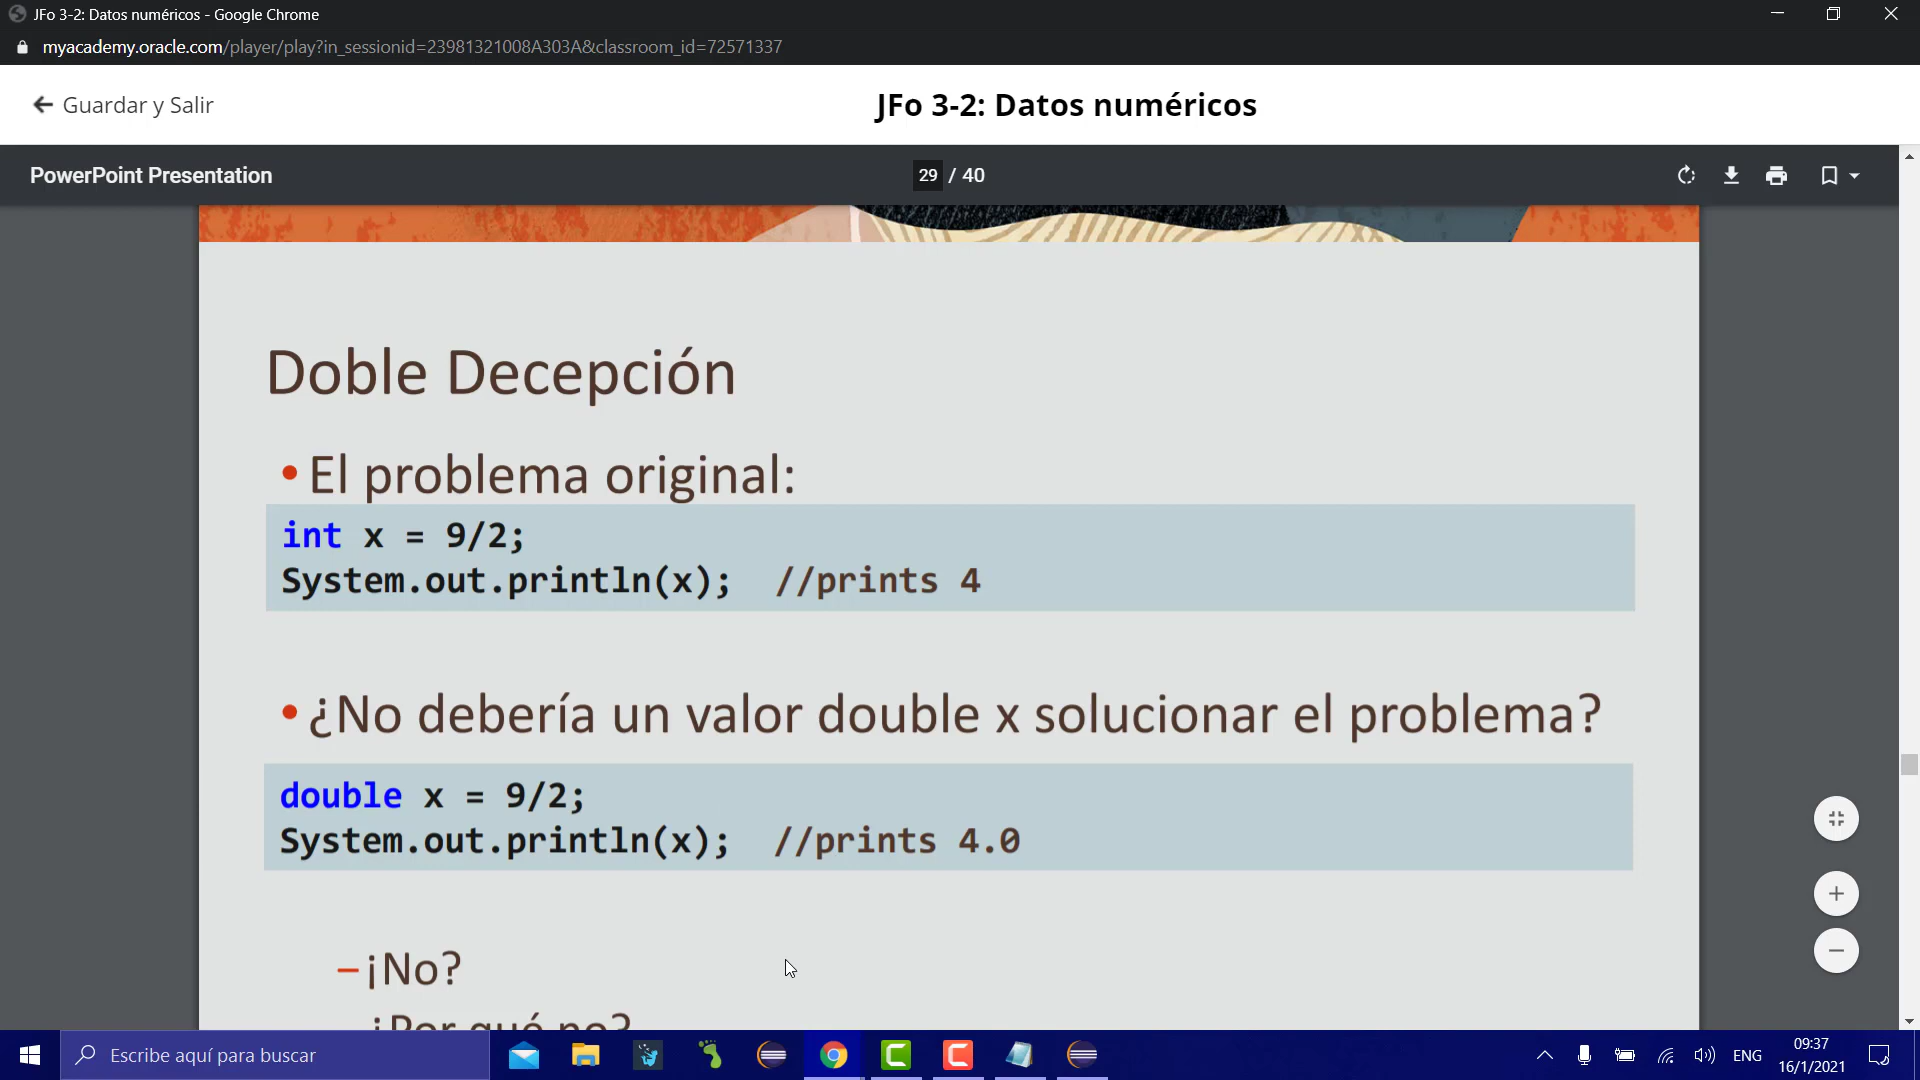 JFo 3-2: Datos numéricos - Google Chrome
myacademy.oracle.com/player/play?in_sessionid=23981321008A303A&classroom_id=72571337
Guardar y Salir
JFo 3-2: Datos numéricos
PowerPoint Presentation
29 / 40
Doble Decepción
•El problema original:
int x = 9/2;
System.out.println(x); //prints 4
•¿No debería un valor double x solucionar el problema?
double x = 9/2;
System.out.println(x); //prints 4.0
–¡No?
¿Por qué no?
Escribe aquí para buscar
ENG
09:37
16/1/2021